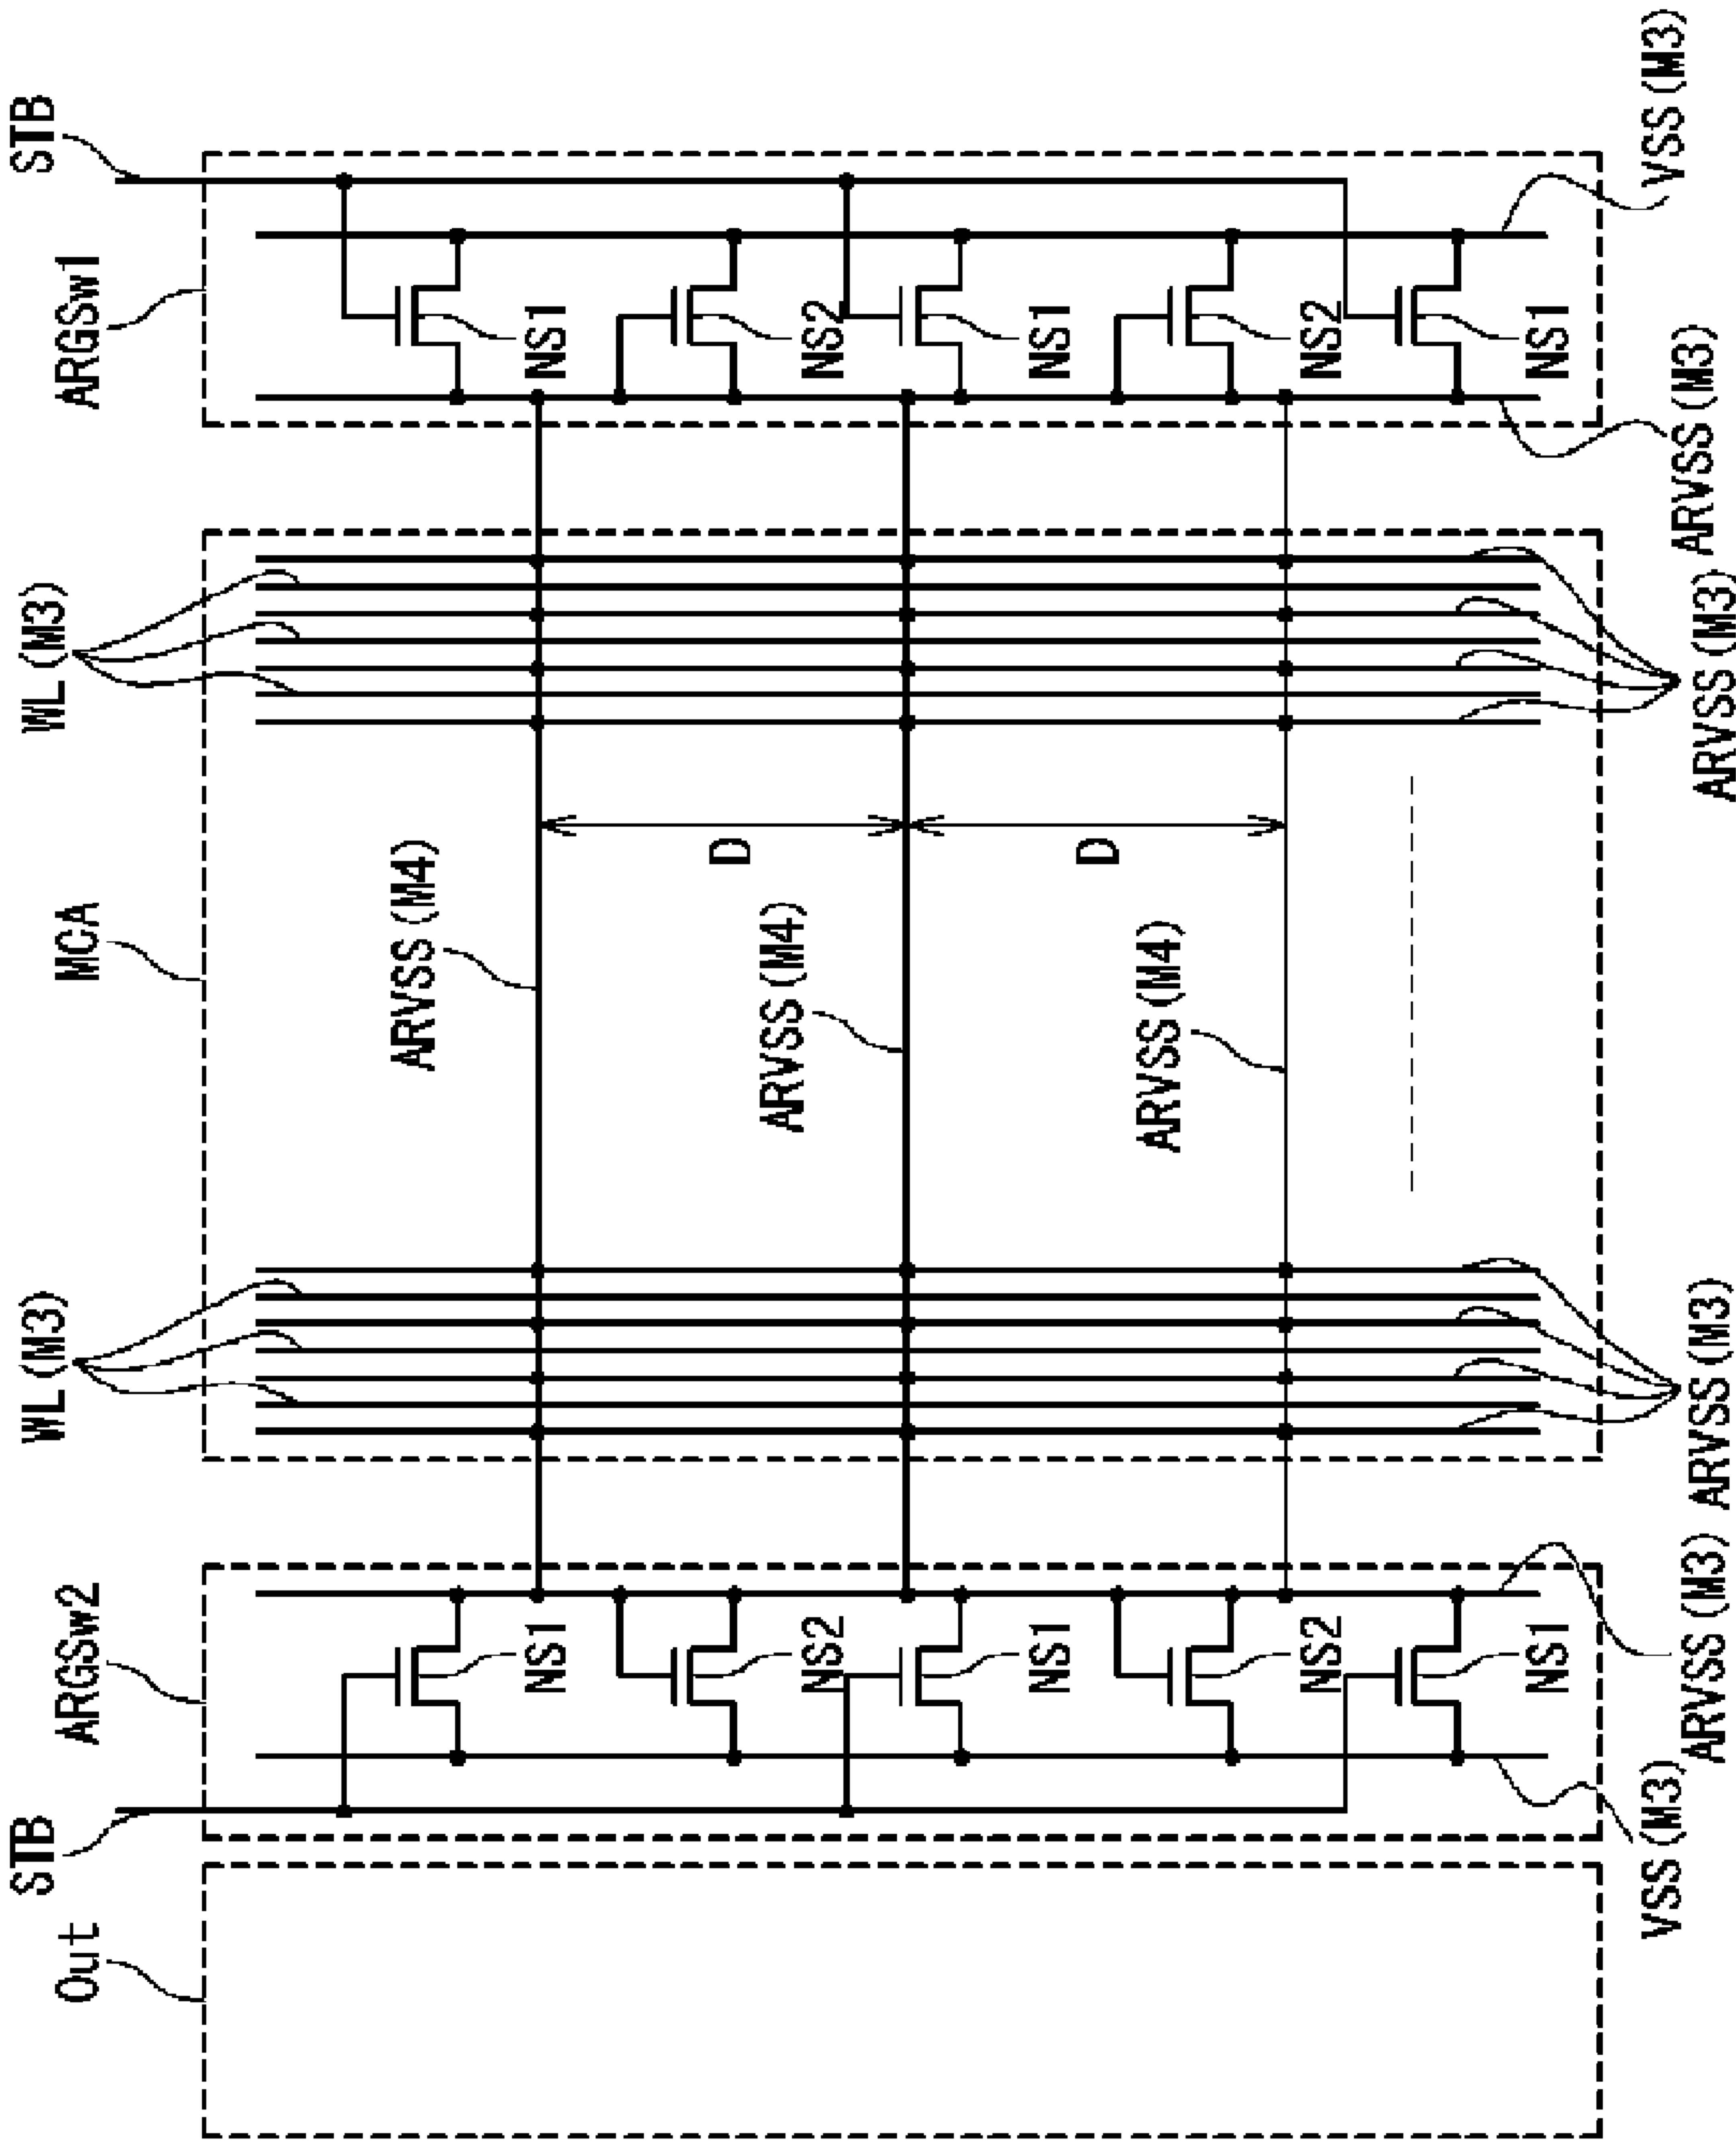 STB
ARGSw1
NS1
NS2
NS1
NS2
NS1
VSS(M3)
ARVSS(M3)
WL(M3)
ARVSS(M3)
MCA
ARVSS(M4)
D
ARVSS(M4)
D
ARVSS(M4)
WL(M3)
ARVSS(M3)
ARGSw2
NS1
NS2
NS1
NS2
NS1
ARVSS(M3)
VSS(M3)
STB
Out